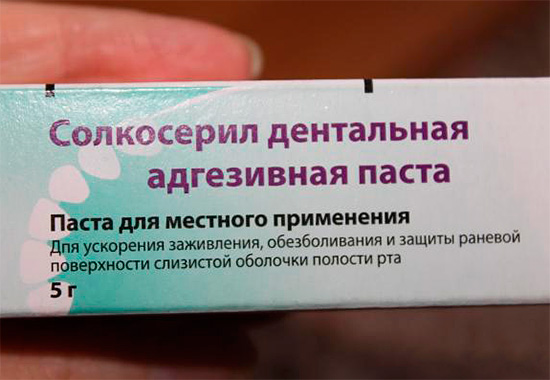 Солкосерил дентальная
адгезивная паста
Паста для местного применения
Для ускорения заживления, обезболивания и защиты раневой
поверхности слизистой оболочки полости рта
5 г